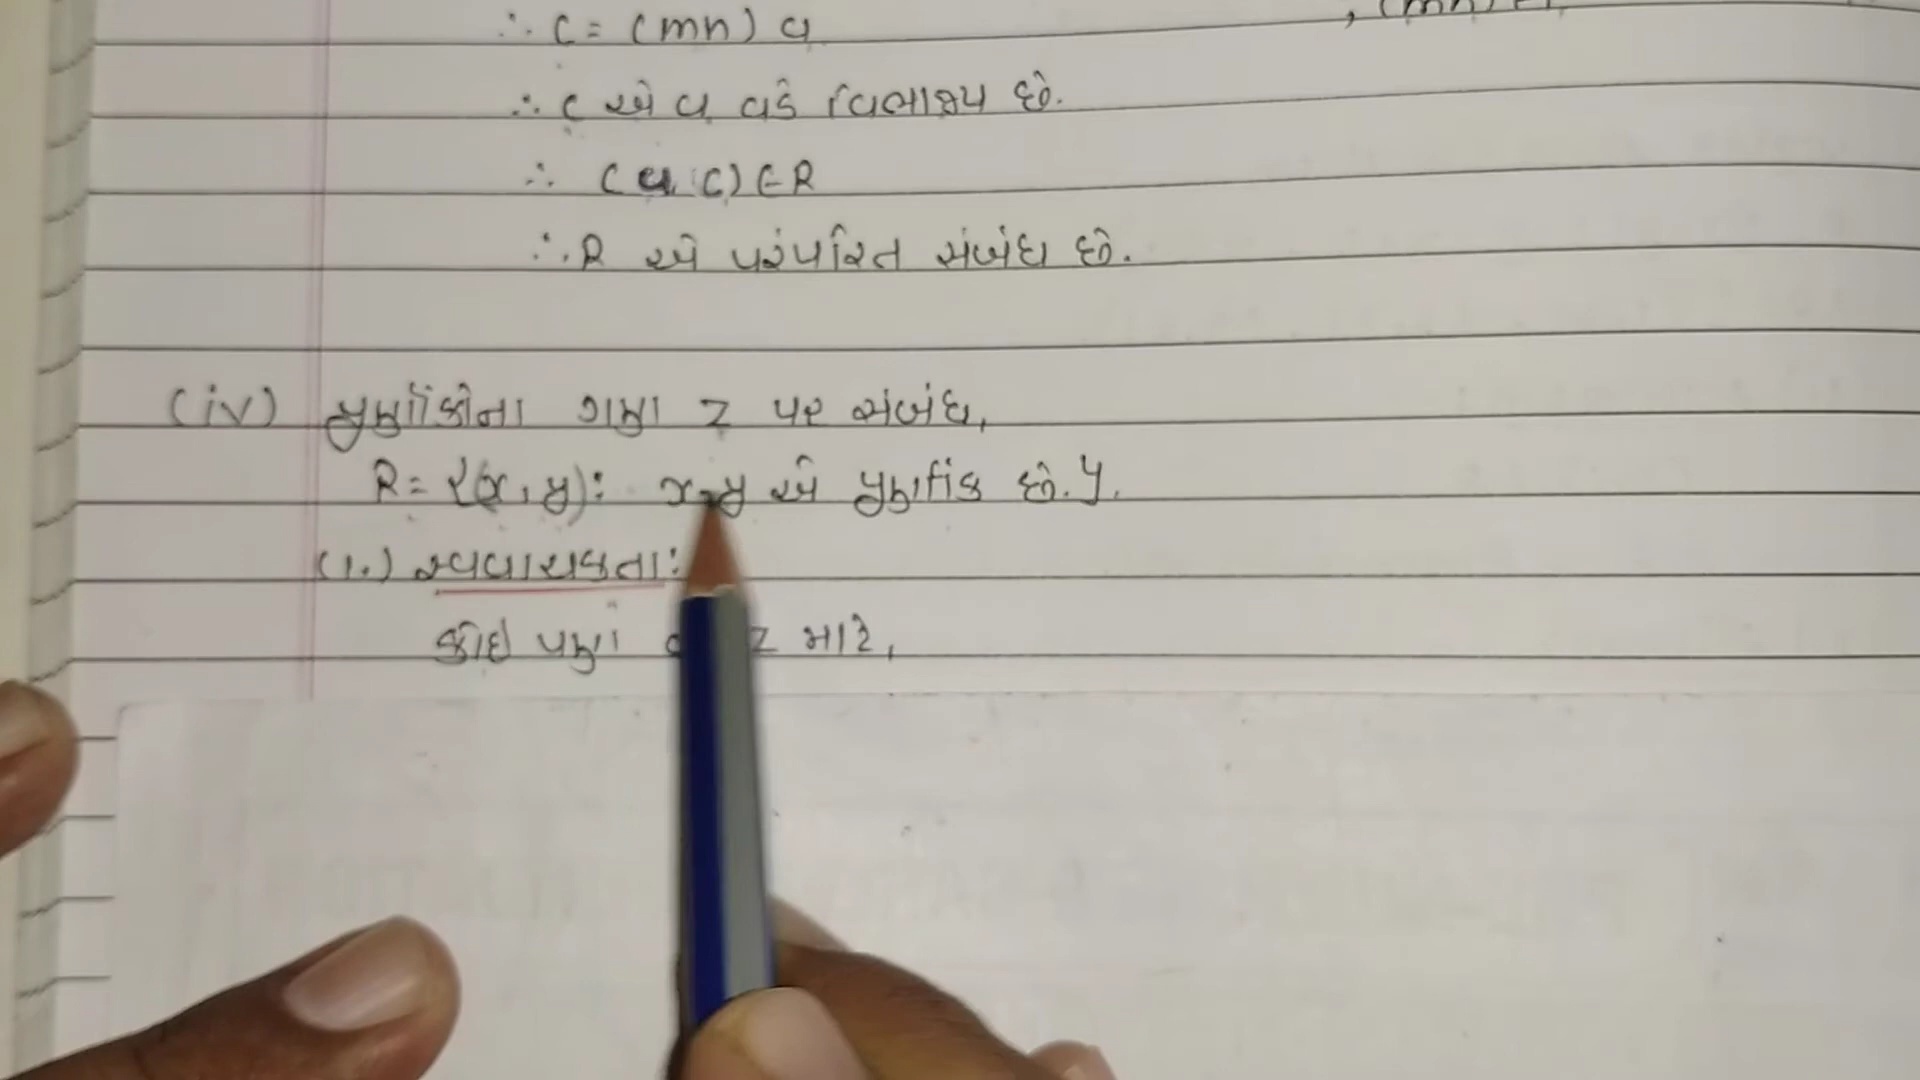 ∴ C = (mn) a
∴ C એ a વડે વિભાજ્ય છે.
∴ (a, C) ∈ R
∴ R એ પરંપરિત સંબંધ છે.
(iv) પૂર્ણાંકોના ગણ Z પર સંબંધ,
R = {(x, y): x-y એ પૂર્ણાંક છે.}.
(1.) સ્વવાચકતા:
કોઈ પણ Z માટે,